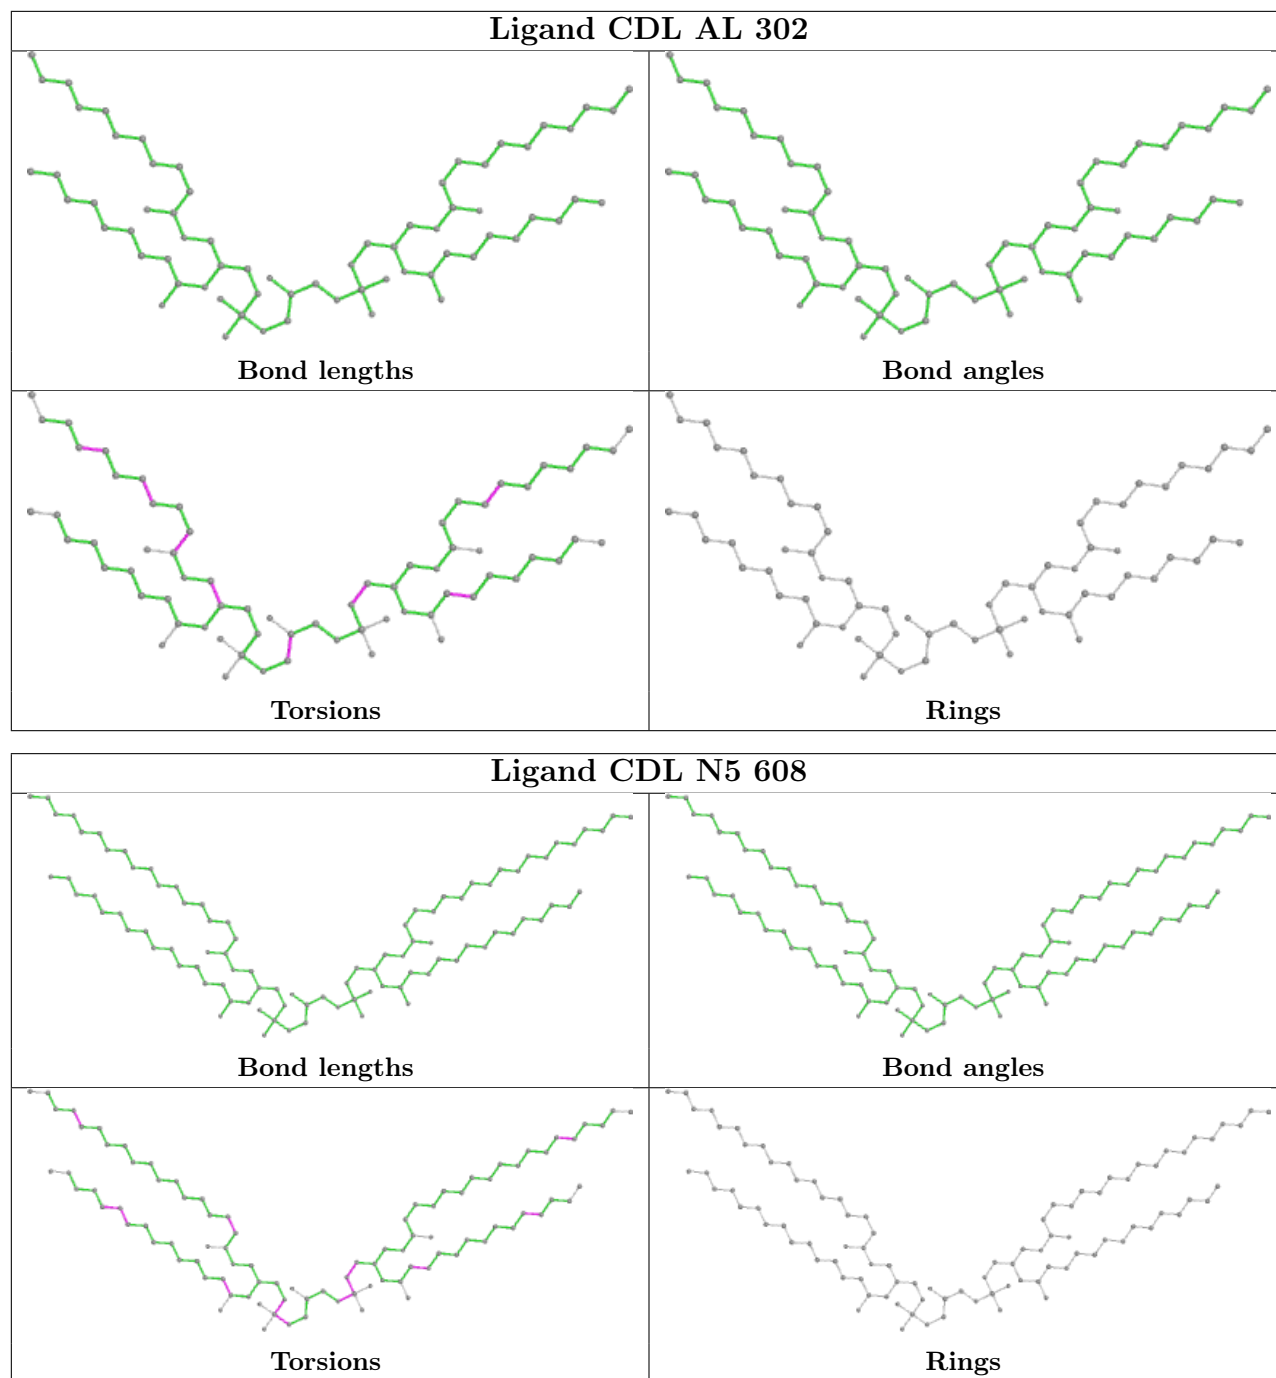 Ligand CDL AL 302
Bond lengths
Bond angles
Torsions
Rings
Ligand CDL N5 608
Bond lengths
Bond angles
Torsions
Rings